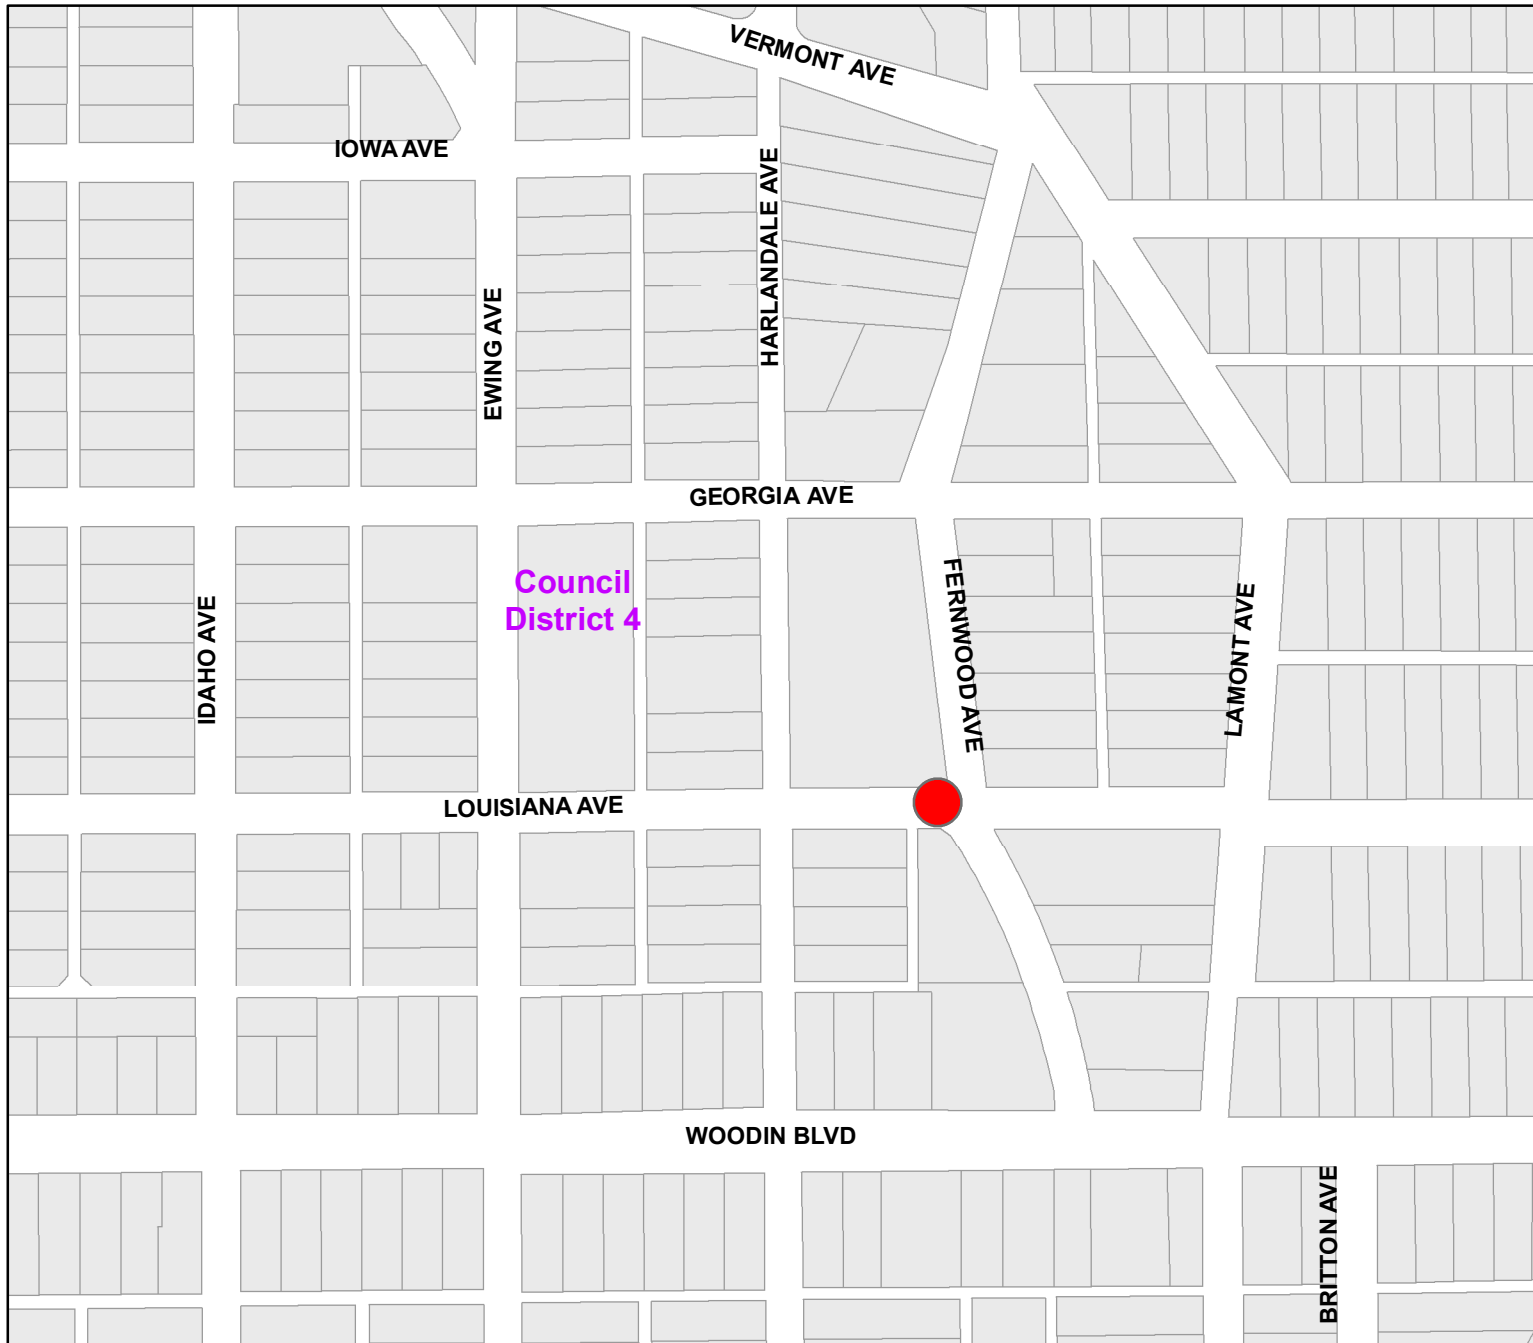 VERMONT AVE
IOWA AVE
HARLANDALE AVE
EWING AVE
GEORGIA AVE
Council
District 4
FERNWOOD AVE
LAMONT AVE
IDAHO AVE
LOUISIANA AVE
WOODIN BLVD
BRITTON AVE